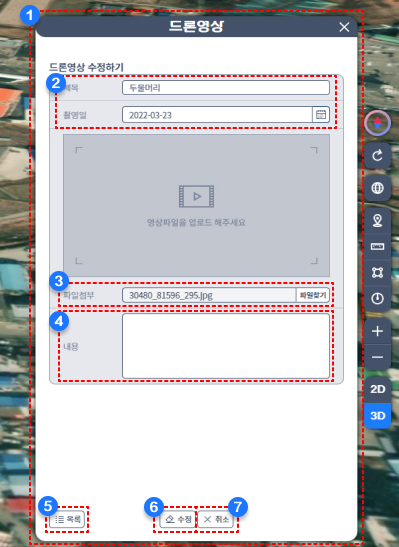 1
드론영상
드론영상 수정하기
2
제목
두물머리
촬영일
2022-03-23
영상파일을 업로드 해주세요
3
파일첨부
30480_81596_295.jpg
파일찾기
4
내용
2D
3D
5
목록
6
수정
7
취소